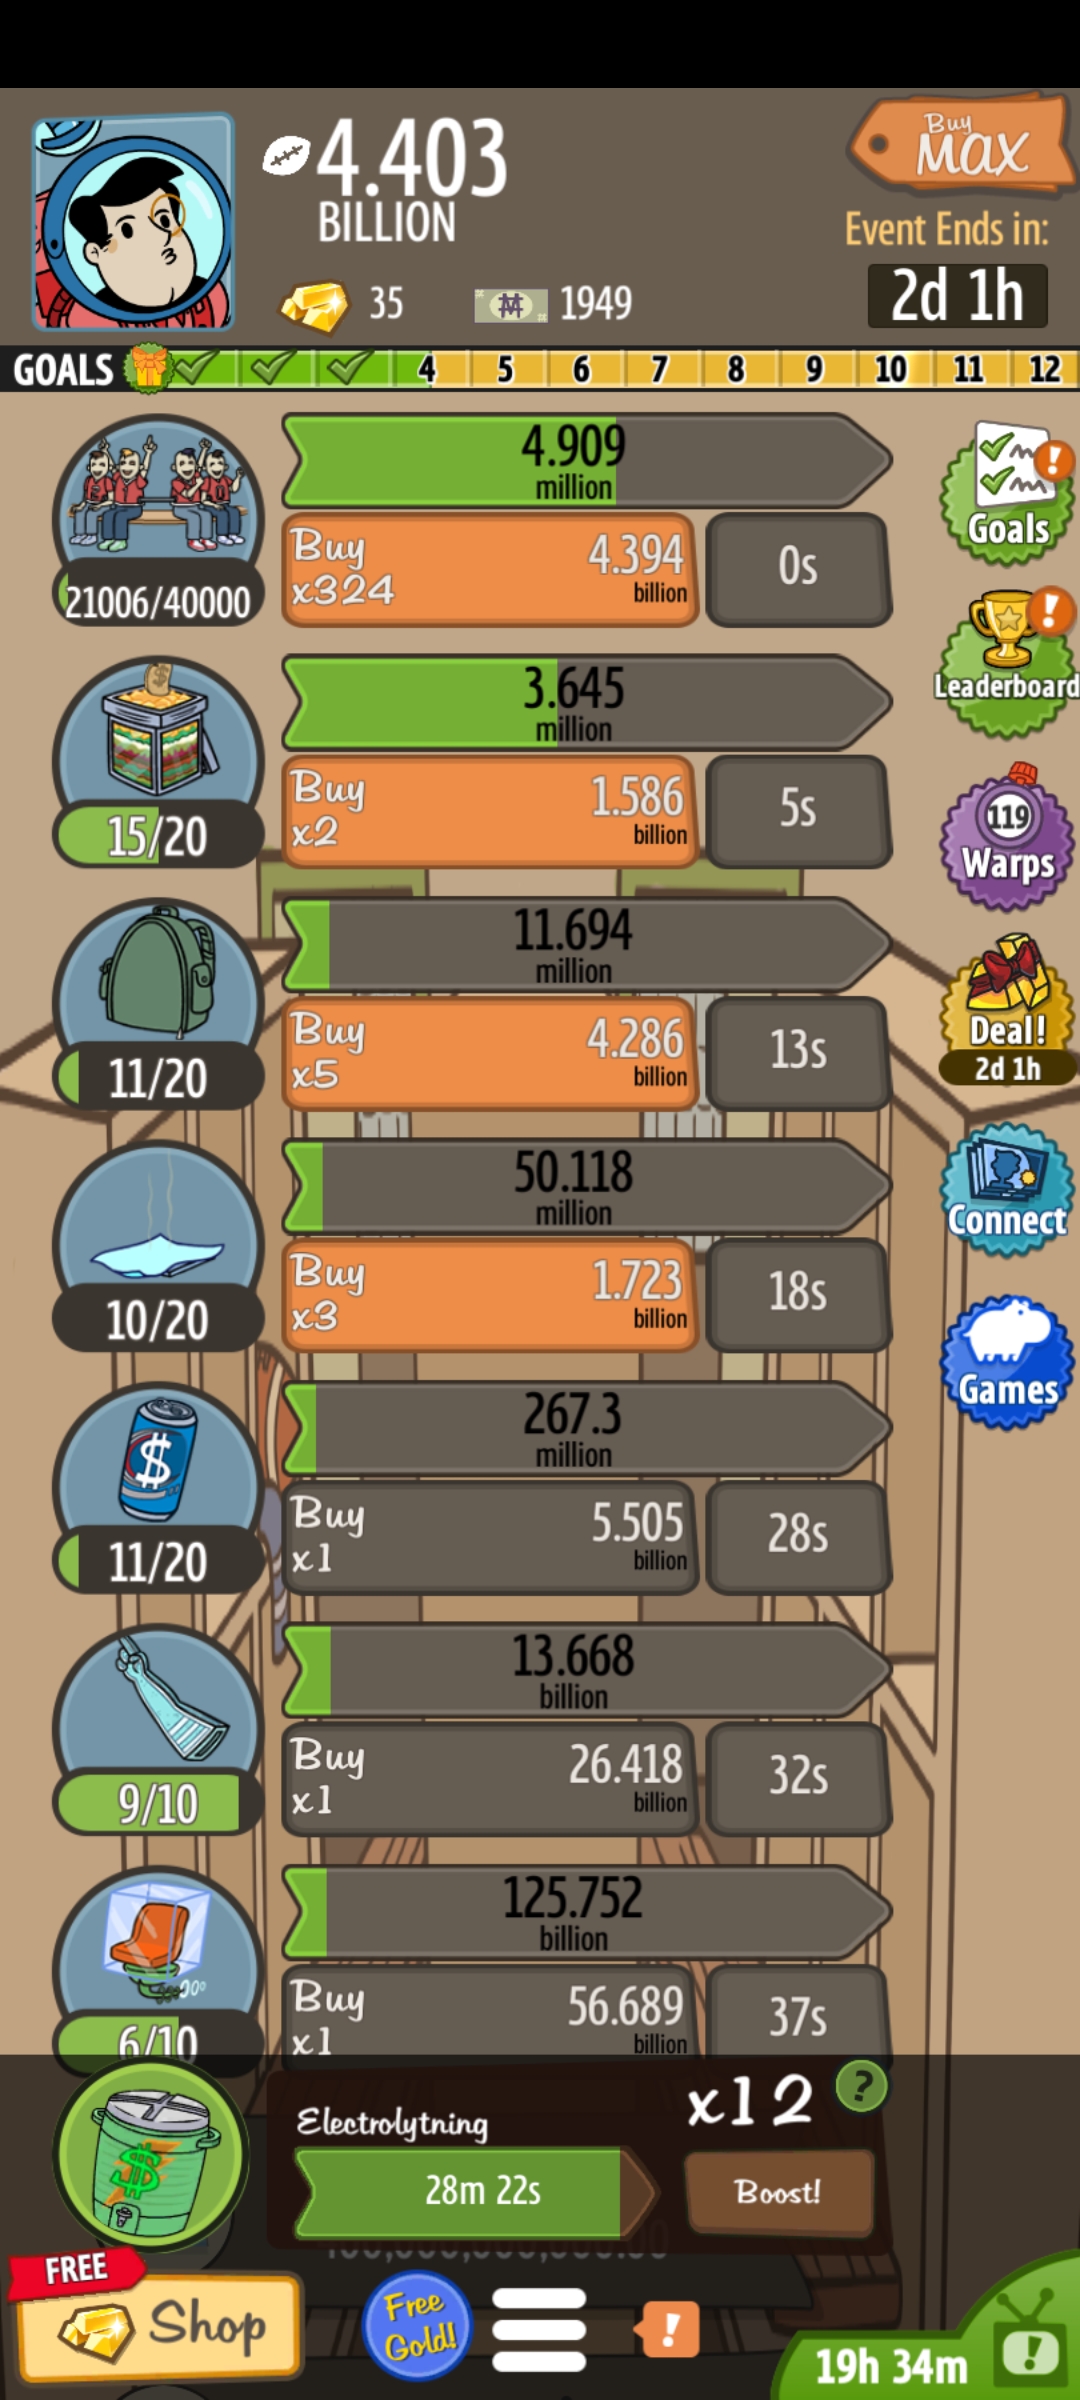 4.403
BILLION
35
1949
Buy
MAX
Event Ends in:
2d 1h
GOALS 4 5 6 7 8 9 10 11 12
4.909
million
21006/40000
Buy
x324
4.394
billion
0s
Goals
3.645
million
15/20
Buy
x2
1.586
billion
5s
Leaderboard
11.694
million
11/20
Buy
x5
4.286
billion
13s
119
Warps
Deal!
2d 1h
50.118
million
10/20
Buy
x3
1.723
billion
18s
Connect
267.3
million
11/20
Buy
x1
5.505
billion
28s
Games
13.668
billion
9/10
Buy
x1
26.418
billion
32s
125.752
billion
6/10
Buy
x1
56.689
billion
37s
Electrolytning
x12
?
28m 22s
Boost!
FREE
Shop
Free
Gold!
!
19h 34m